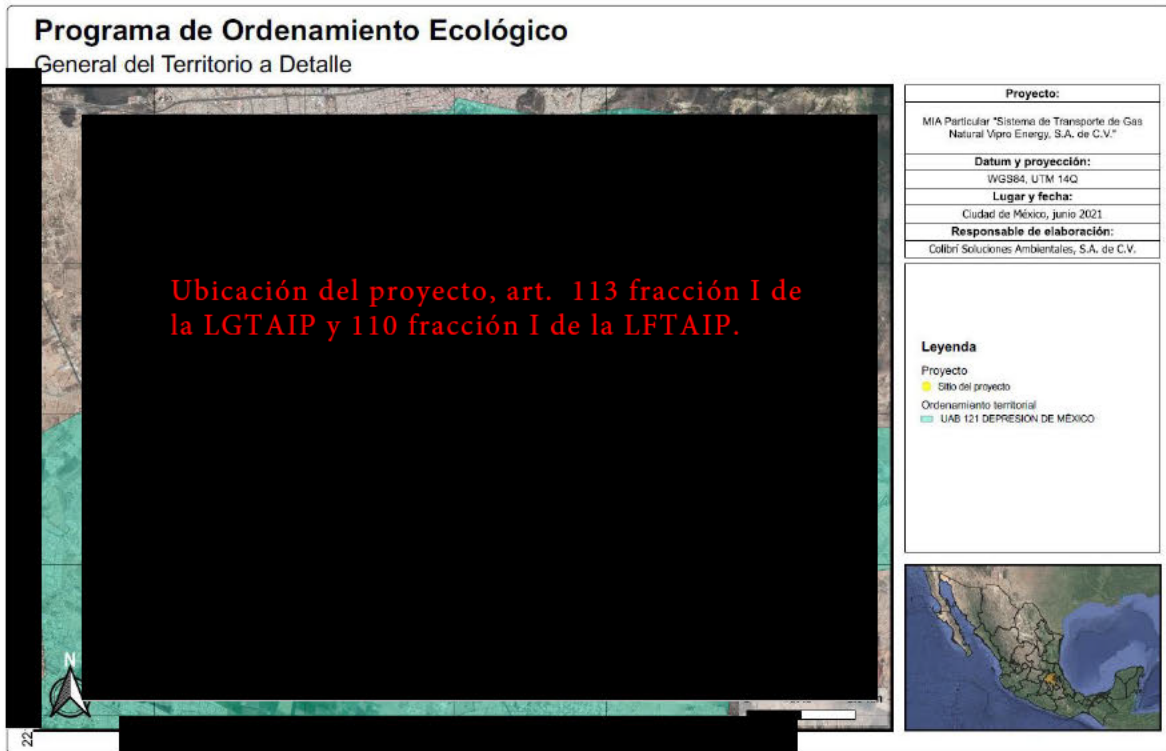 Programa de Ordenamiento Ecológico
General del Territorio a Detalle
Ubicación del proyecto, art. 113 fracción I de
la LGTAIP y 110 fracción I de la LFTAIP.
N
22
Proyecto:
MIA Particular "Sistema de Transporte de Gas
Natural Vipro Energy, S.A. de C.V."
Datum y proyección:
WGS84, UTM 14Q
Lugar y fecha:
Ciudad de México, junio 2021
Responsable de elaboración:
Colibrí Soluciones Ambientales, S.A. de C.V.
Leyenda
Proyecto
Sitio del proyecto
Ordenamiento territorial
UAB 121 DEPRESION DE MÉXICO